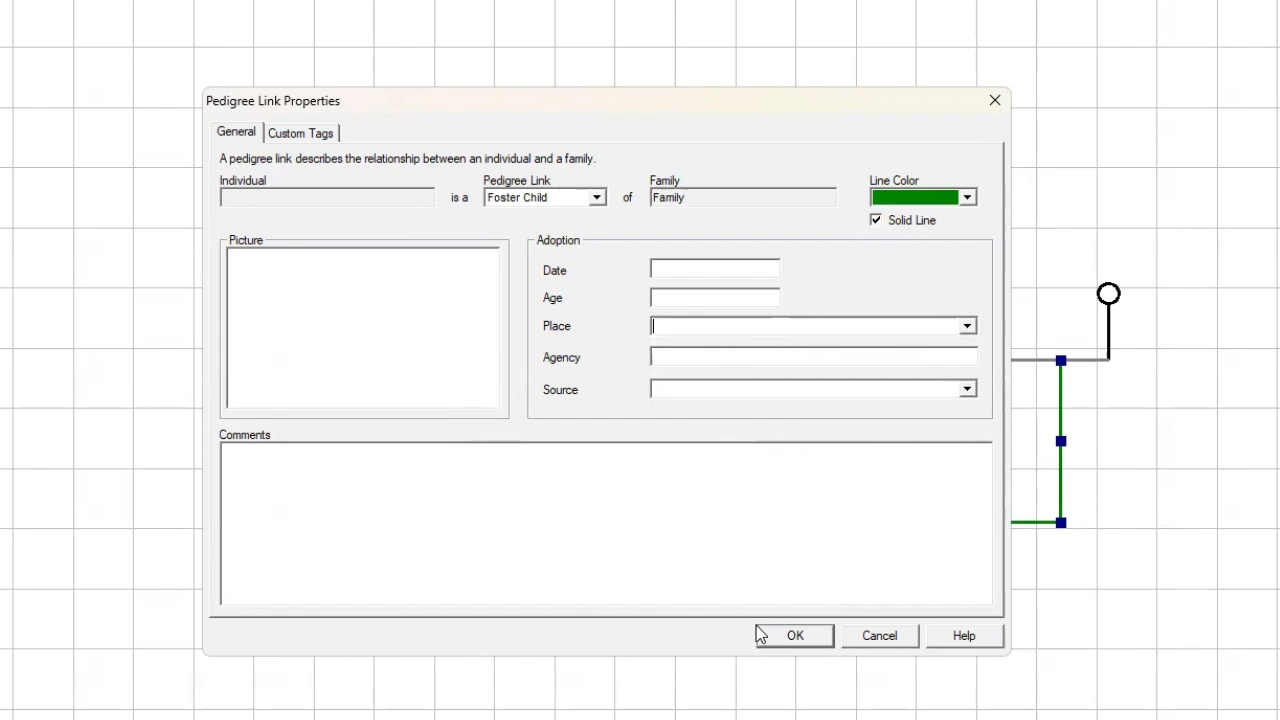 Pedigree Link Properties
General
Custom Tags
A pedigree link describes the relationship between an individual and a family.
Individual
Pedigree Link
Family
Line Color
is a
Foster Child
of
Family
Solid Line
Picture
Adoption
Date
Age
Place
Agency
Source
Comments
OK
Cancel
Help